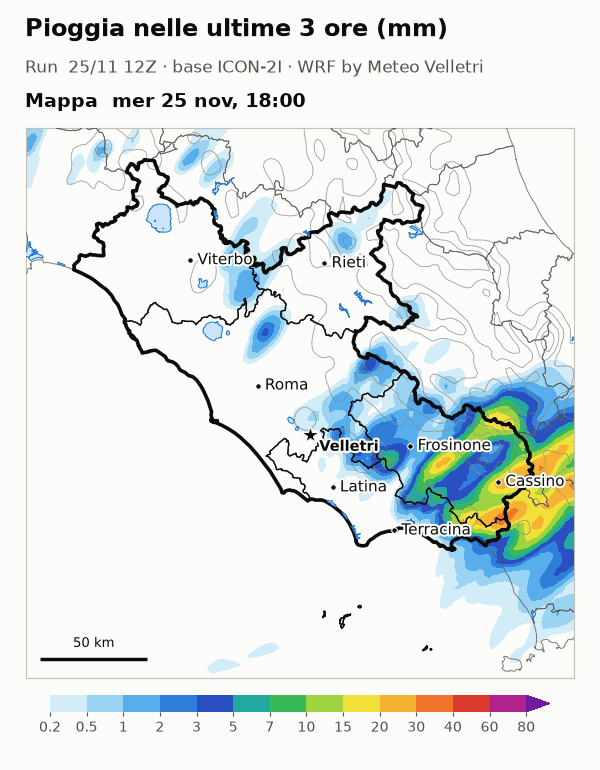 Pioggia nelle ultime 3 ore (mm)
Run  25/11 12Z · base ICON-2I · WRF by Meteo Velletri
Mappa  mer 25 nov, 18:00
Viterbo
Rieti
Roma
Velletri
Frosinone
Cassino
Latina
Terracina
50 km
0.2 0.5 1 2 3 5 7 10 15 20 30 40 60 80